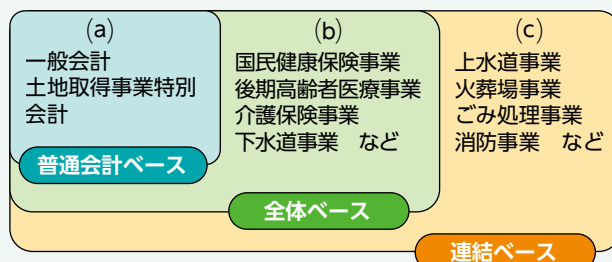 (a)
一般会計
土地取得事業特別
会計
普通会計ベース
(b)
国民健康保険事業
後期高齢者医療事業
介護保険事業
下水道事業　など
全体ベース
(c)
上水道事業
火葬場事業
ごみ処理事業
消防事業　など
連結ベース